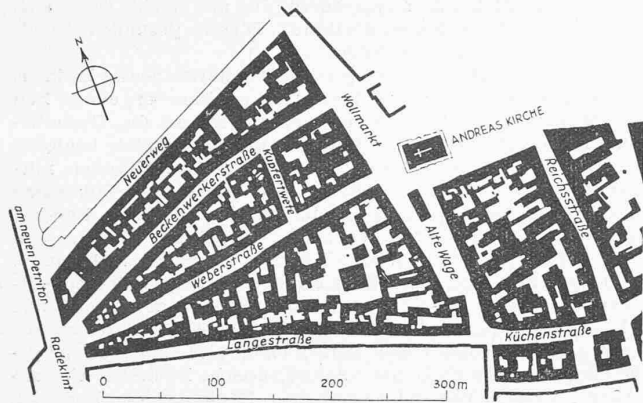 N
Neuerweg
Wollmarkt
ANDREAS KIRCHE
Beckenwerkerstraße
Kupfertwete
Reichsstraße
am neuen Petritor
Weberstraße
Alte Wage
Radeklint
Langestraße
Küchenstraße
0 100 200 300m